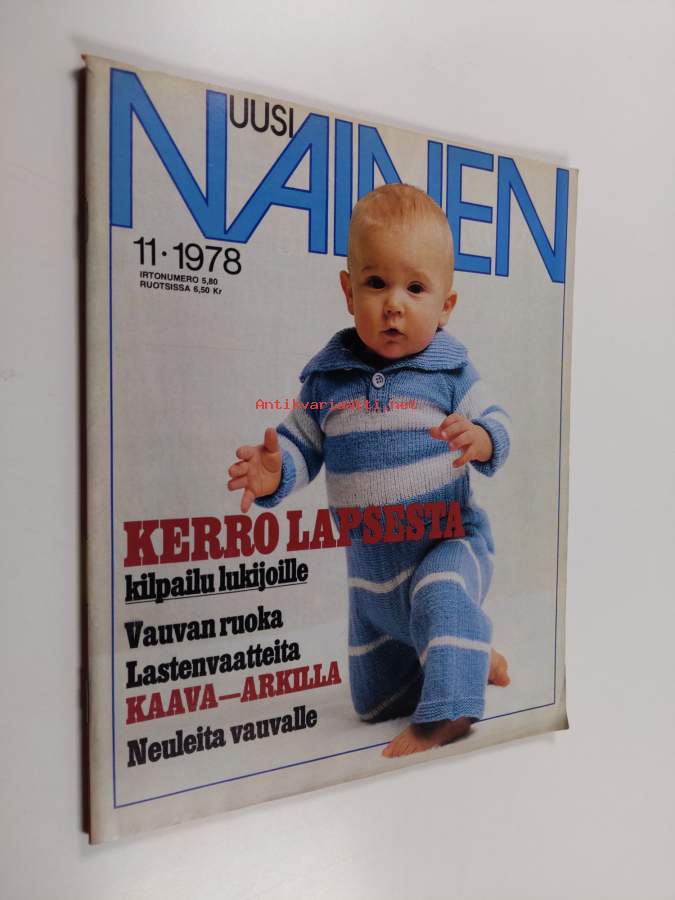 UUSI
NAINEN
11·1978
IRTONUMERO 5,80
RUOTSISSA 6,50 Kr
Antikvariaatti.net
KERRO LAPSESTA
kilpailu lukijoille
Vauvan ruoka
Lastenvaatteita
KAAVA—ARKILLA
Neuleita vauvalle